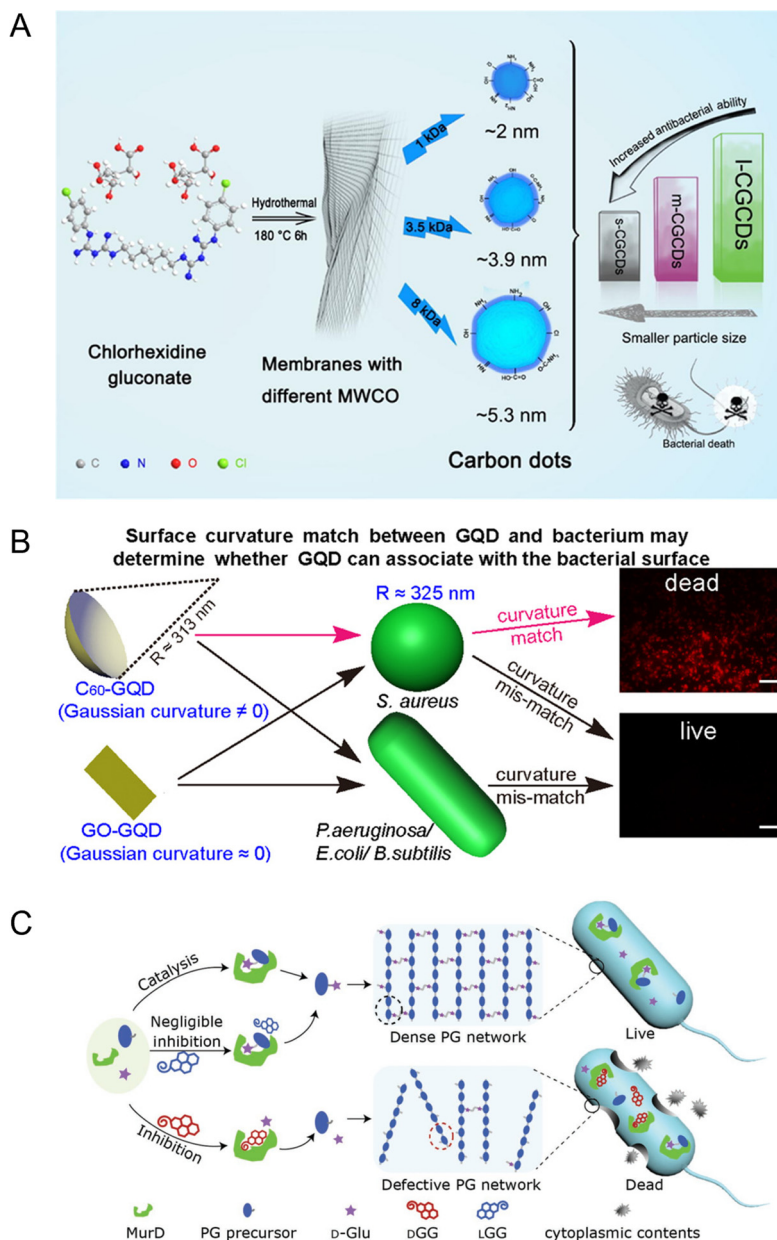 A
Hydrothermal
180 °C 6h
Chlorhexidine
gluconate
Membranes with
different MWCO
1 kDa
3.5 kDa
8 kDa
~2 nm
~3.9 nm
~5.3 nm
Carbon dots
Increased antibacterial ability
s-CGCDs
m-CGCDs
l-CGCDs
Smaller particle size
Bacterial death
C
N
O
Cl
B
Surface curvature match between GQD and bacterium may
determine whether GQD can associate with the bacterial surface
R ≈ 313 nm
C60-GQD
(Gaussian curvature ≠ 0)
GO-GQD
(Gaussian curvature ≈ 0)
R ≈ 325 nm
S. aureus
P.aeruginosa/
E.coli/ B.subtilis
curvature
match
curvature
mis-match
curvature
mis-match
dead
live
C
Catalysis
Negligible
inhibition
Inhibition
Dense PG network
Defective PG network
Live
Dead
MurD
PG precursor
D-Glu
DGG
LGG
cytoplasmic contents